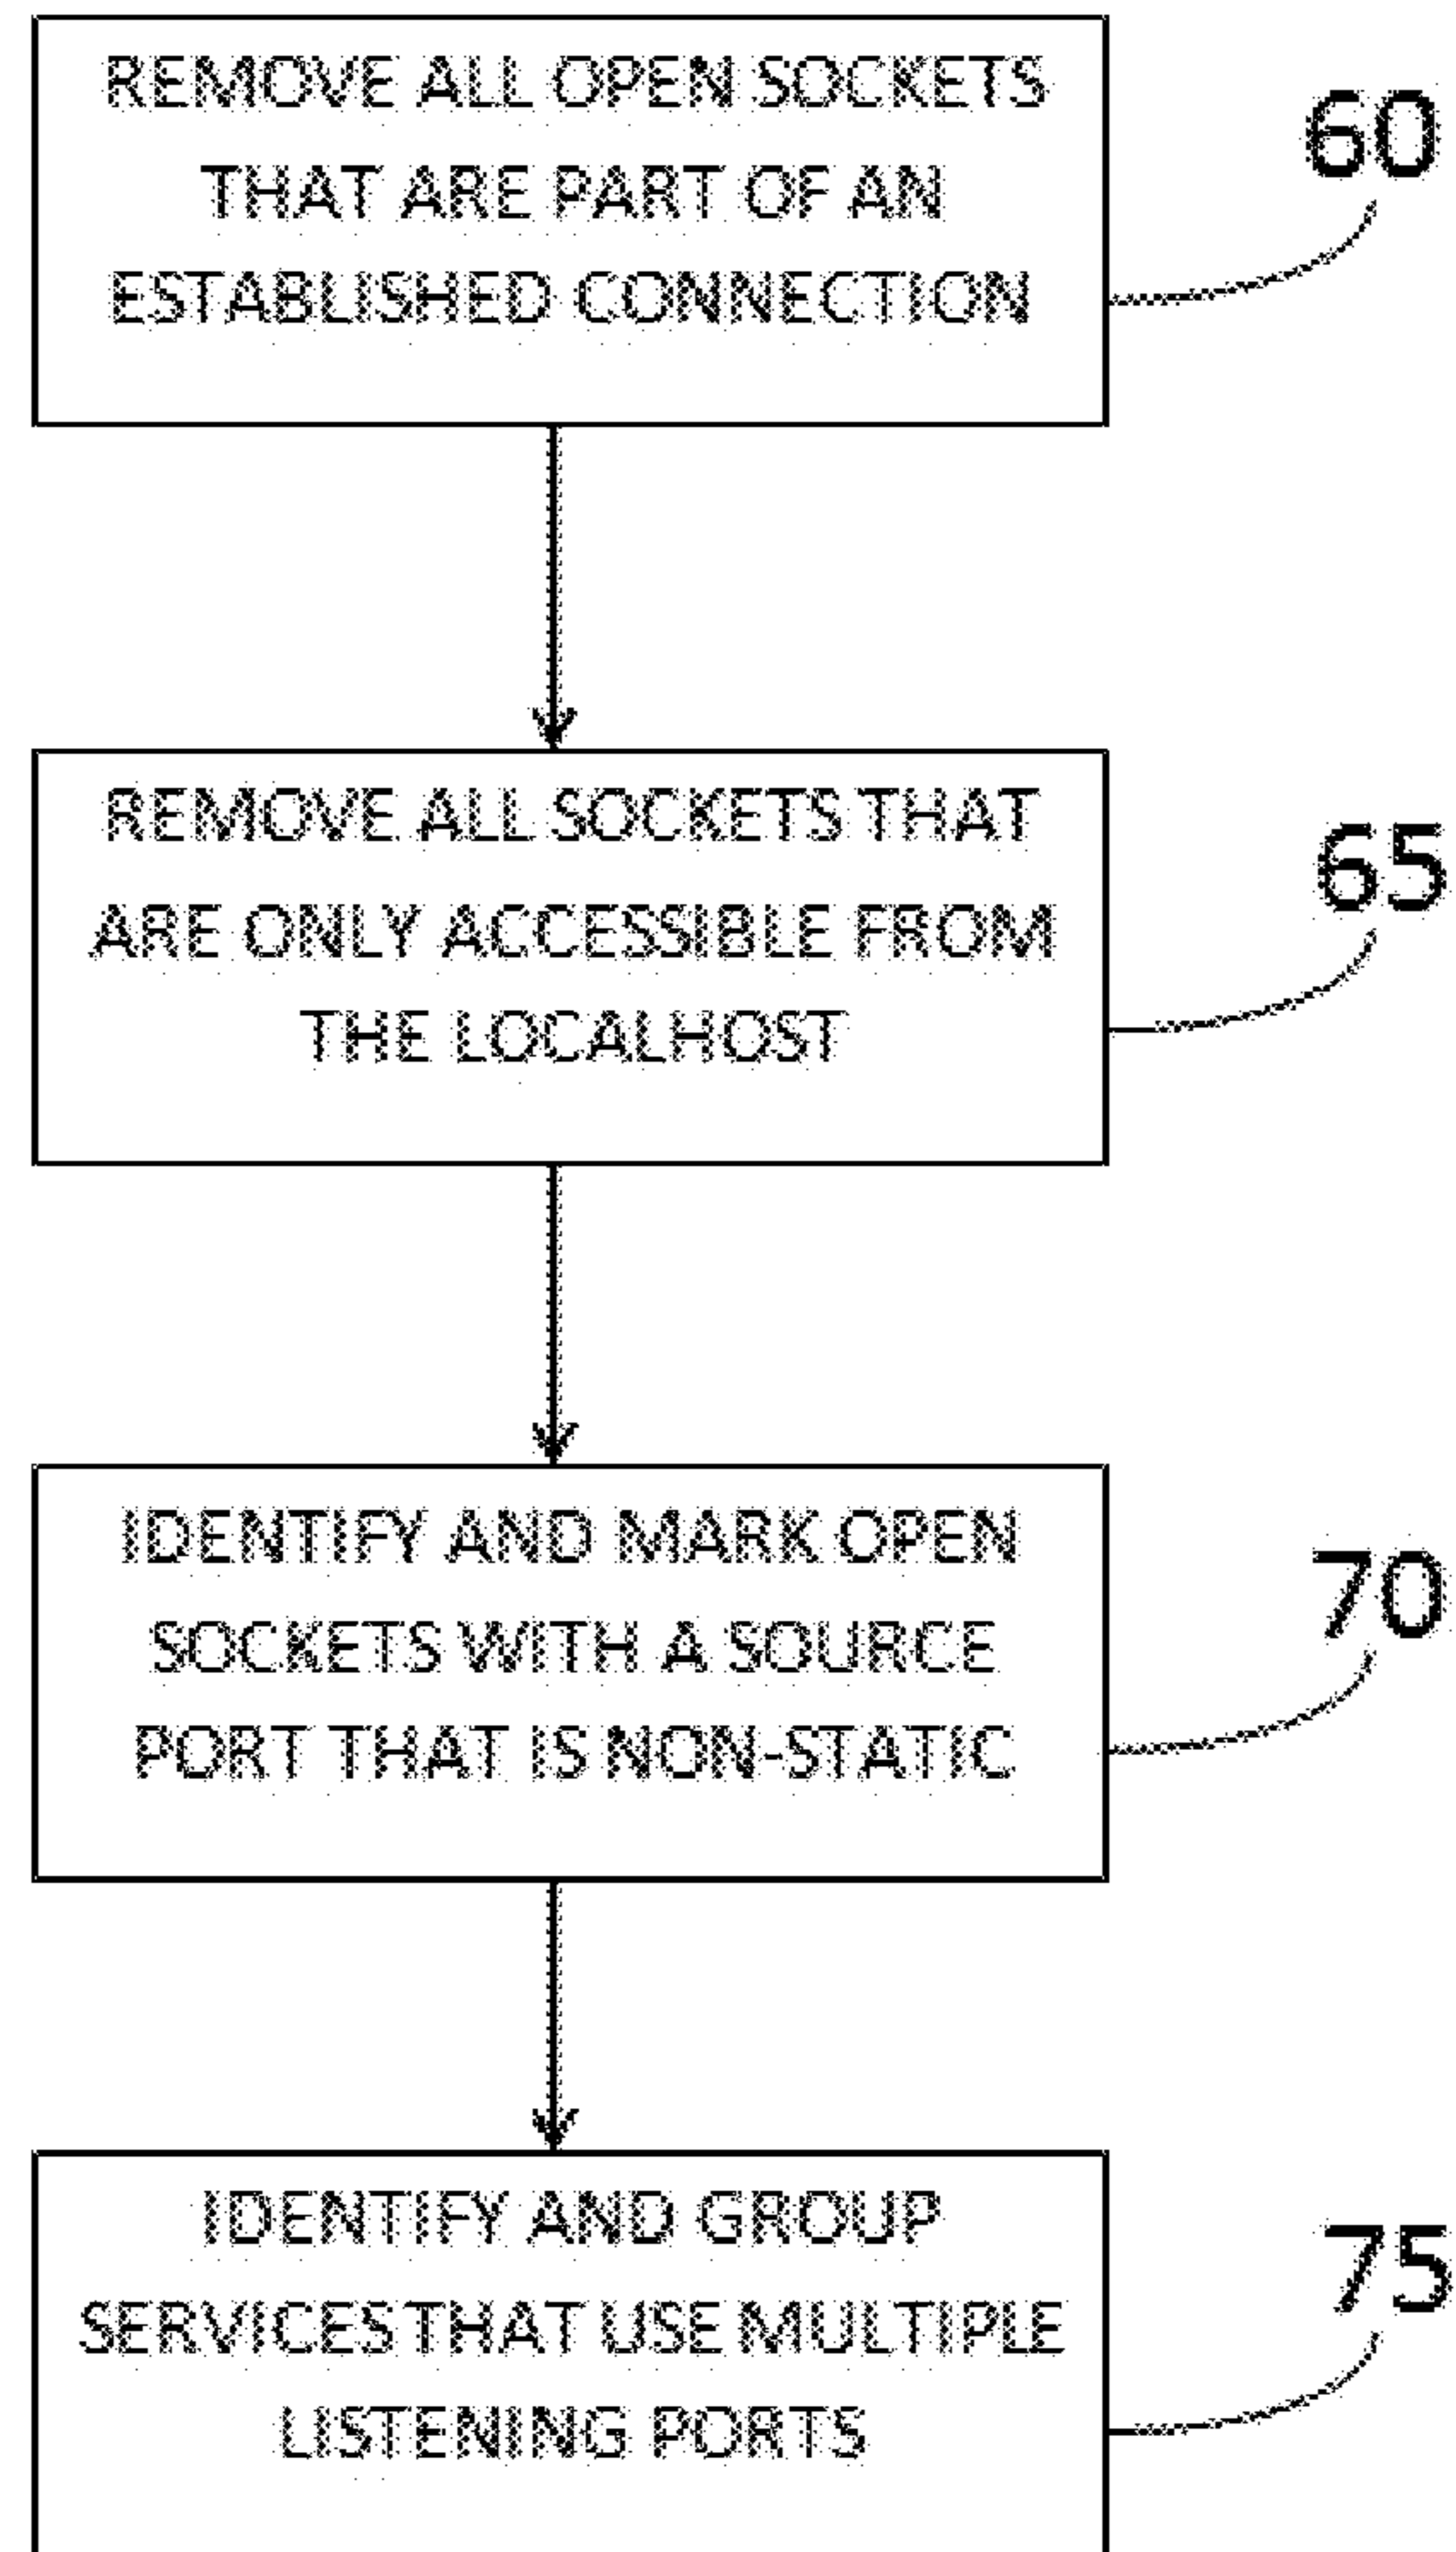 REMOVE ALL OPEN SOCKETS
THAT ARE PART OF AN
ESTABLISHED CONNECTION
60
REMOVE ALL SOCKETS THAT
ARE ONLY ACCESSIBLE FROM
THE LOCALHOST
65
IDENTIFY AND MARK OPEN
SOCKETS WITH A SOURCE
PORT THAT IS NON-STATIC
70
IDENTIFY AND GROUP
SERVICES THAT USE MULTIPLE
LISTENING PORTS
75